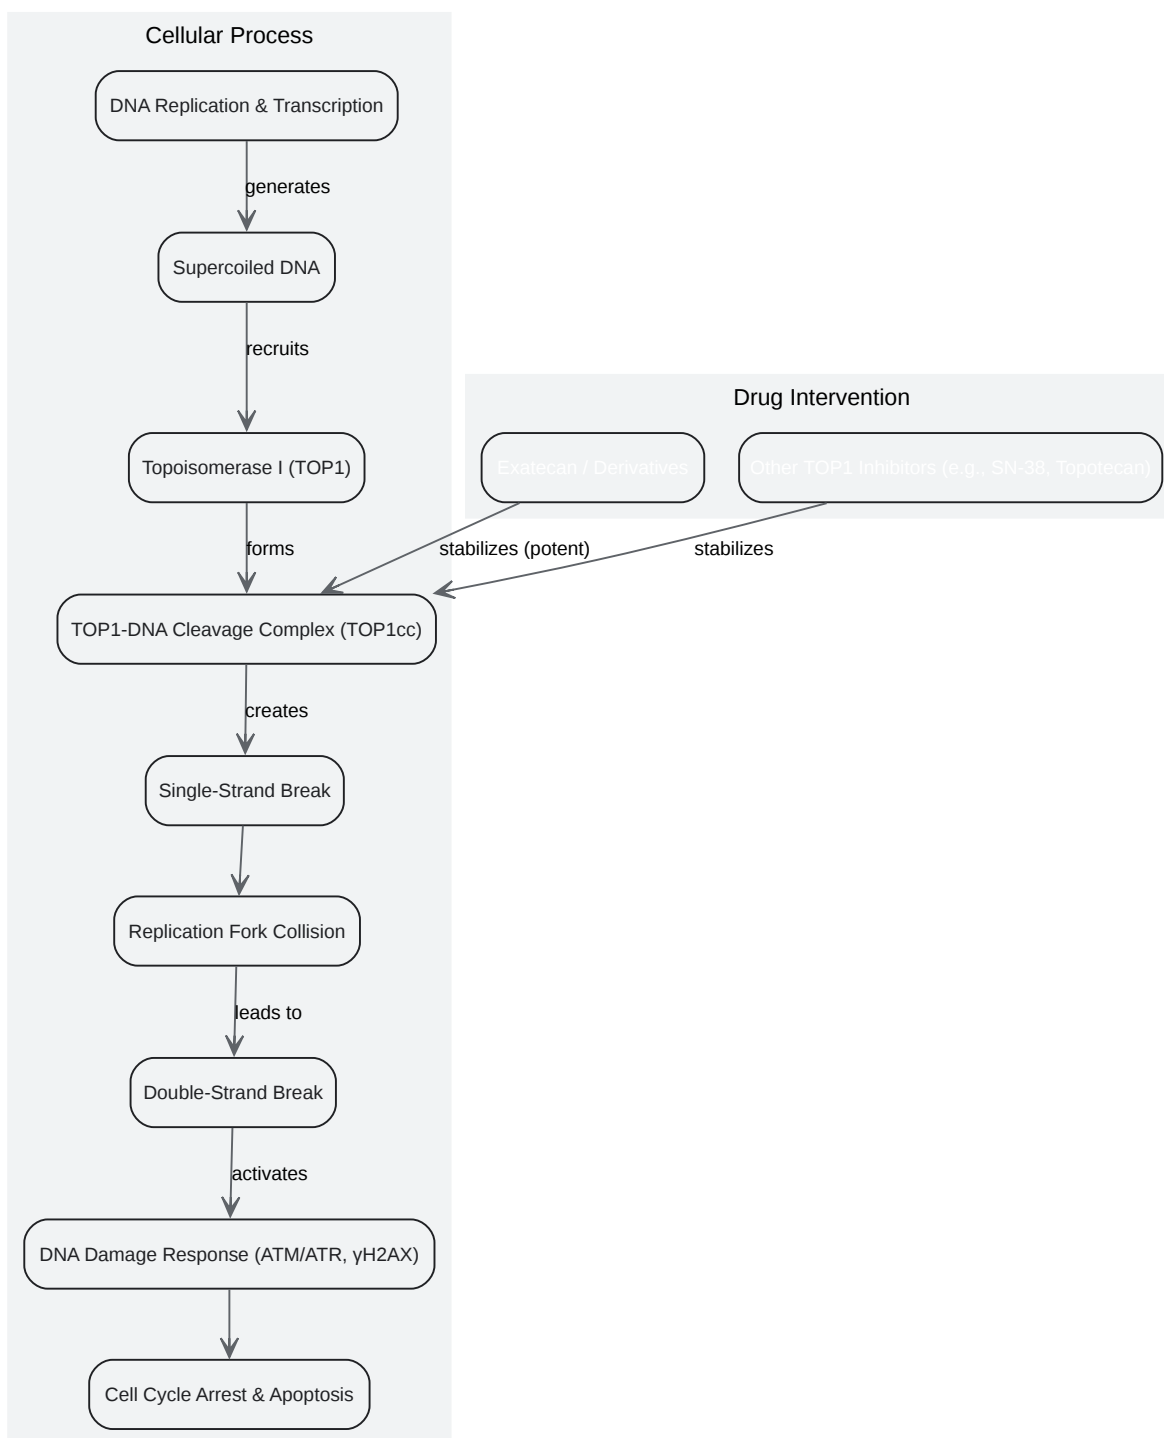 Cellular Process
DNA Replication & Transcription
generates
Supercoiled DNA
recruits
Drug Intervention
Topoisomerase I (TOP1)
Exatecan / Derivatives
Other TOP1 Inhibitors (e.g., SN-38, Topotecan)
forms
stabilizes (potent)
stabilizes
TOP1-DNA Cleavage Complex (TOP1cc)
creates
Single-Strand Break
Replication Fork Collision
leads to
Double-Strand Break
activates
DNA Damage Response (ATM/ATR, γH2AX)
Cell Cycle Arrest & Apoptosis